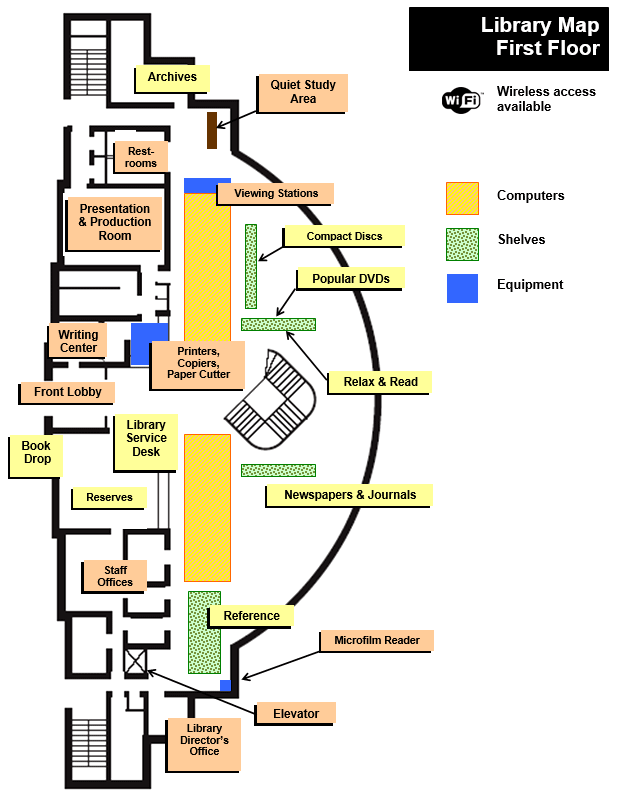 Library Map
First Floor
WiFi
Wireless access
available
Computers
Shelves
Equipment
Archives
Quiet Study
Area
Rest-
rooms
Viewing Stations
Presentation
& Production
Room
Compact Discs
Popular DVDs
Writing
Center
Printers,
Copiers,
Paper Cutter
Relax & Read
Front Lobby
Library
Service
Desk
Book
Drop
Reserves
Newspapers & Journals
Staff
Offices
Reference
Microfilm Reader
Elevator
Library
Director's
Office